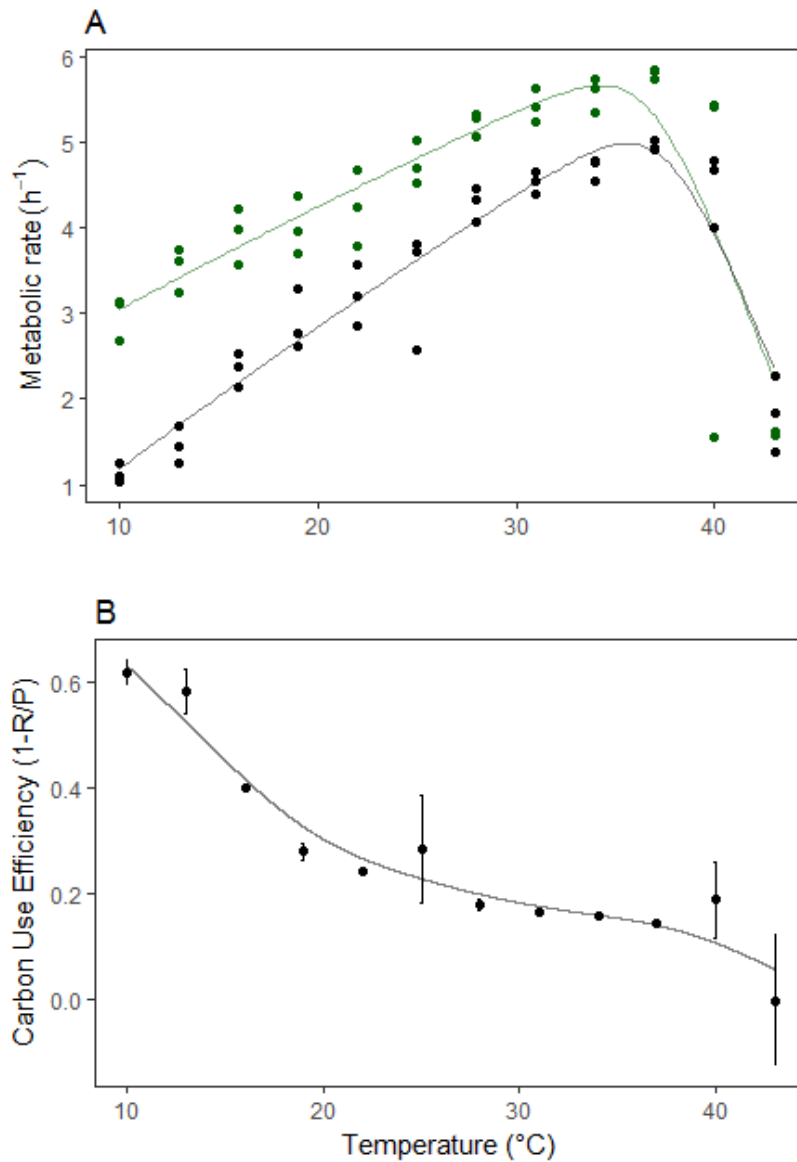 A
Metabolic rate (h⁻¹)
6
5
4
3
2
1
10 20 30 40
B
Carbon Use Efficiency (1-R/P)
0.6
0.4
0.2
0.0
10 20 30 40
Temperature (°C)